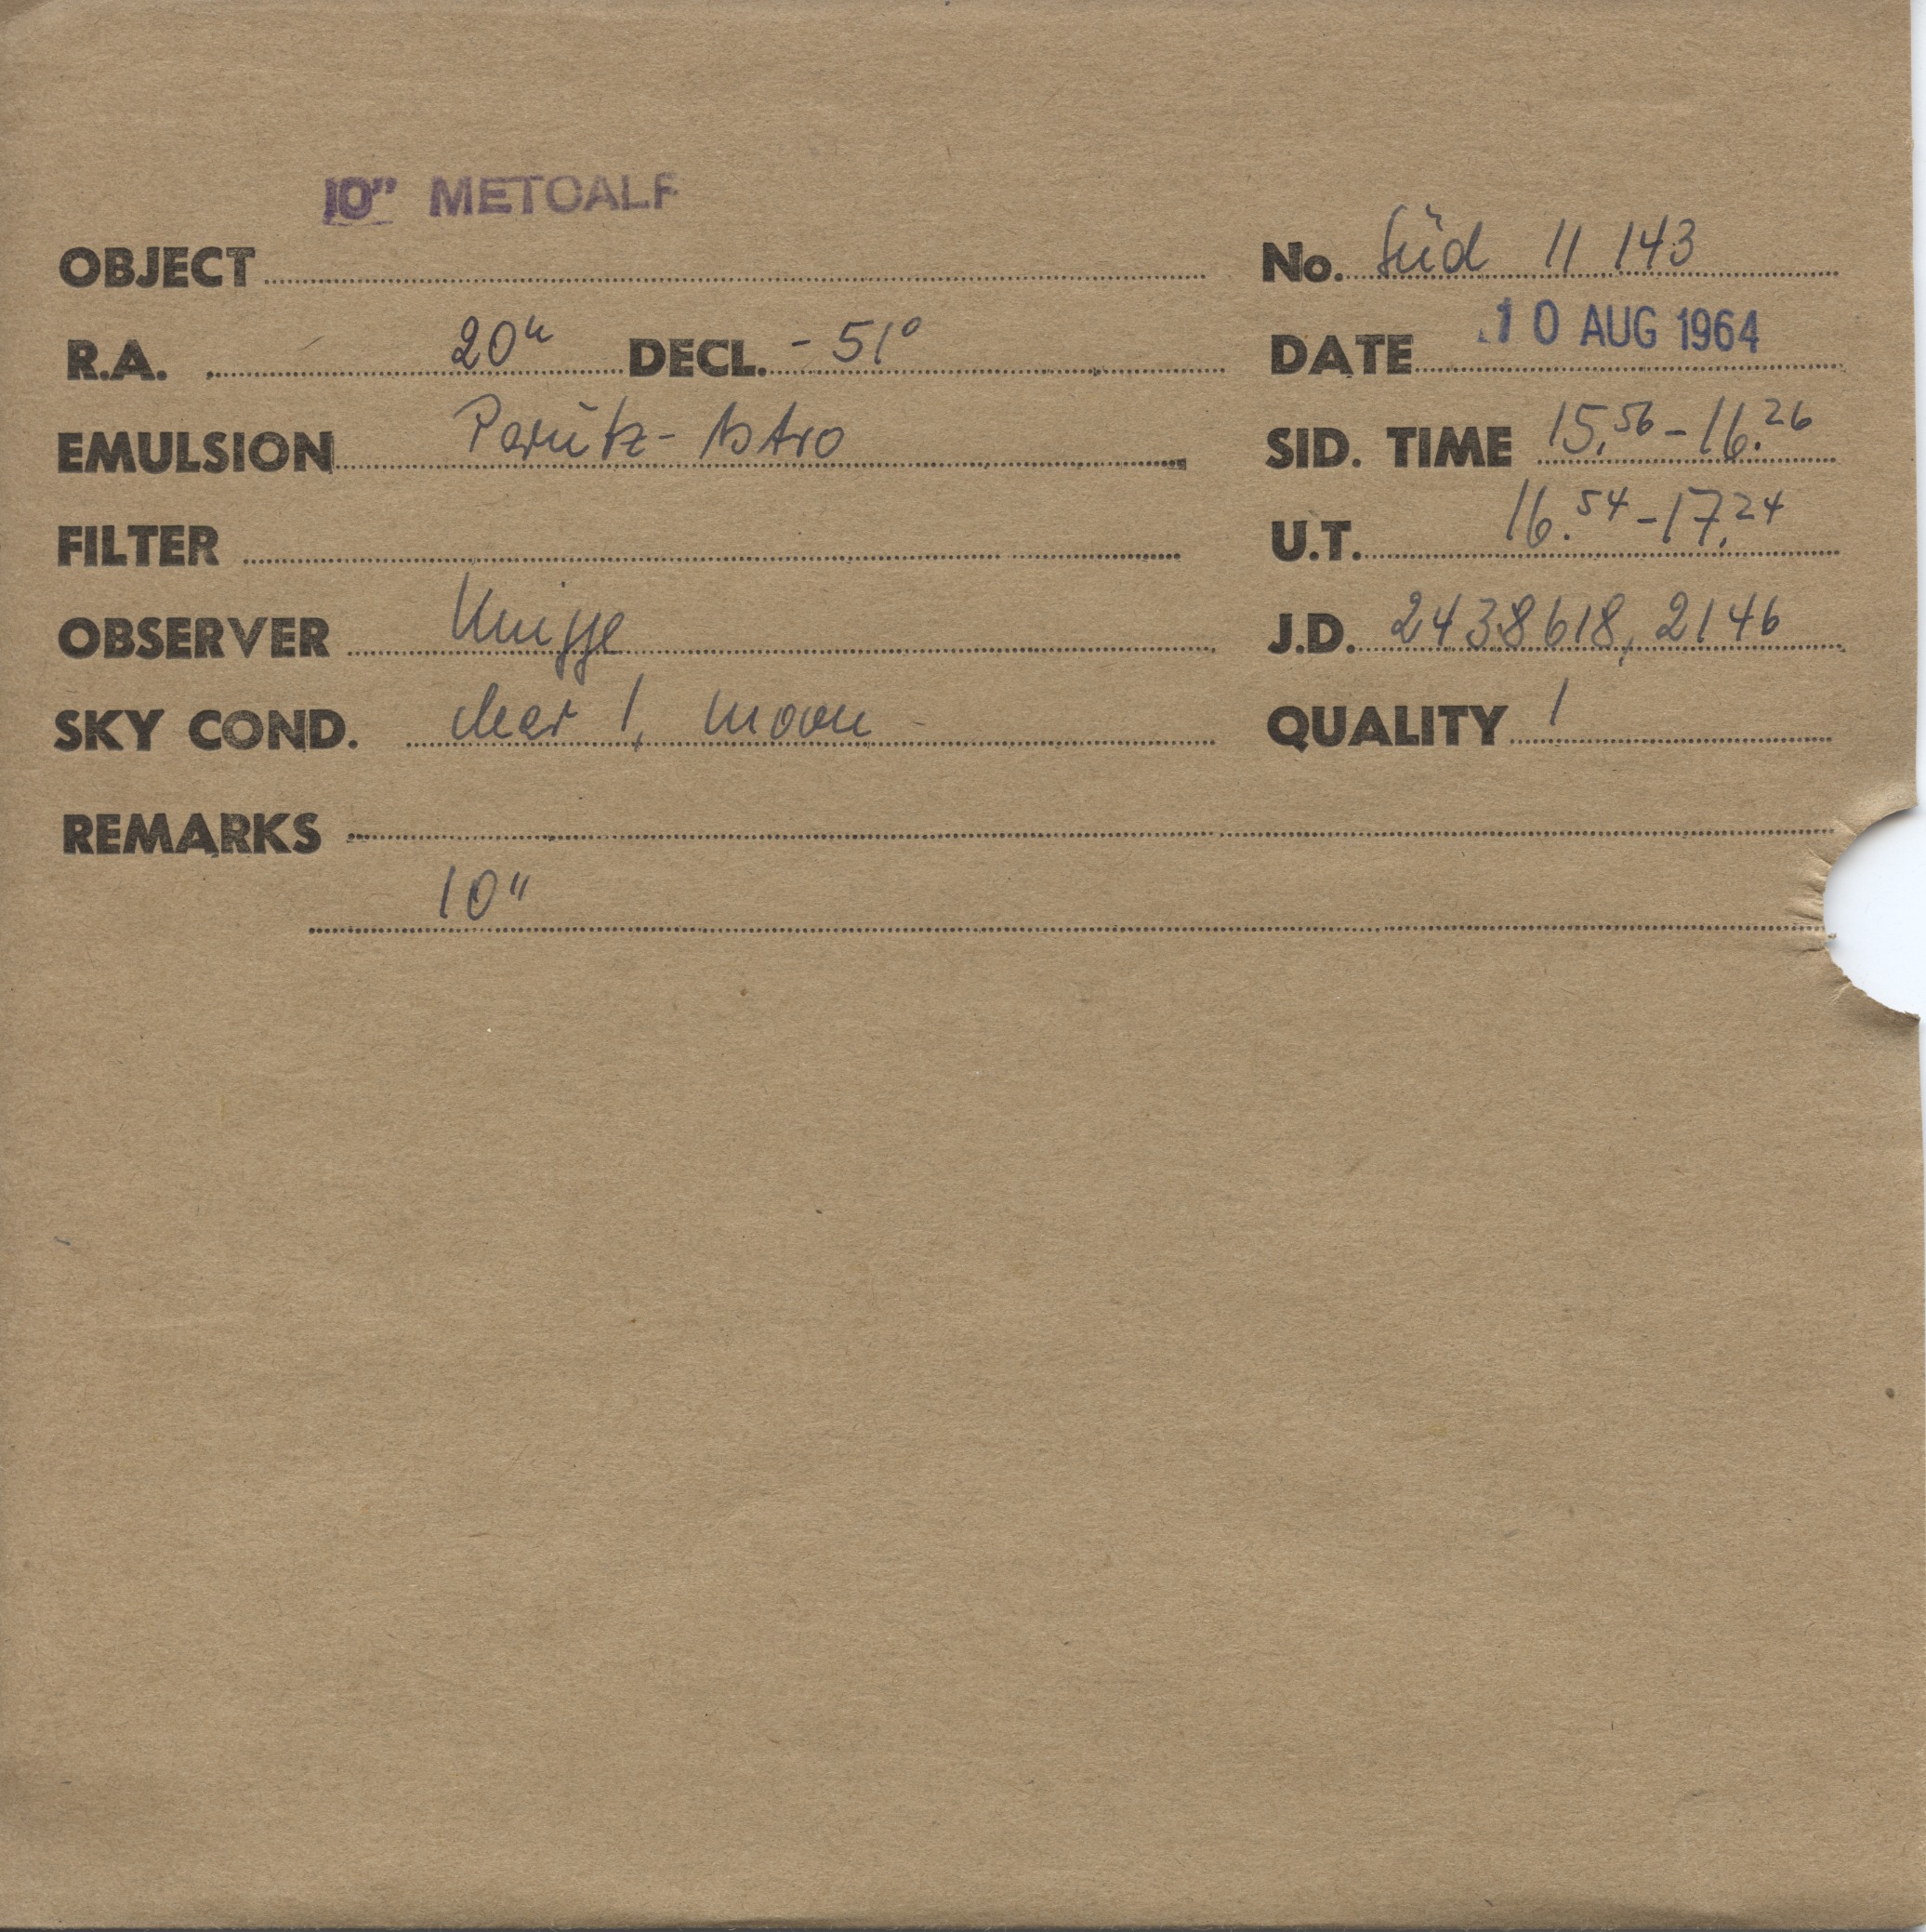 10" METCALF
OBJECT No. Süd 11 143
R.A. 20h DECL. - 51° DATE 10 AUG 1964
EMULSION Perutz - Astro SID. TIME 15.56 - 16.26
FILTER U.T. 16.54 - 17.24
OBSERVER Knigge J.D. 2438618,2146
SKY COND. clear 1, moon QUALITY 1
REMARKS
10"